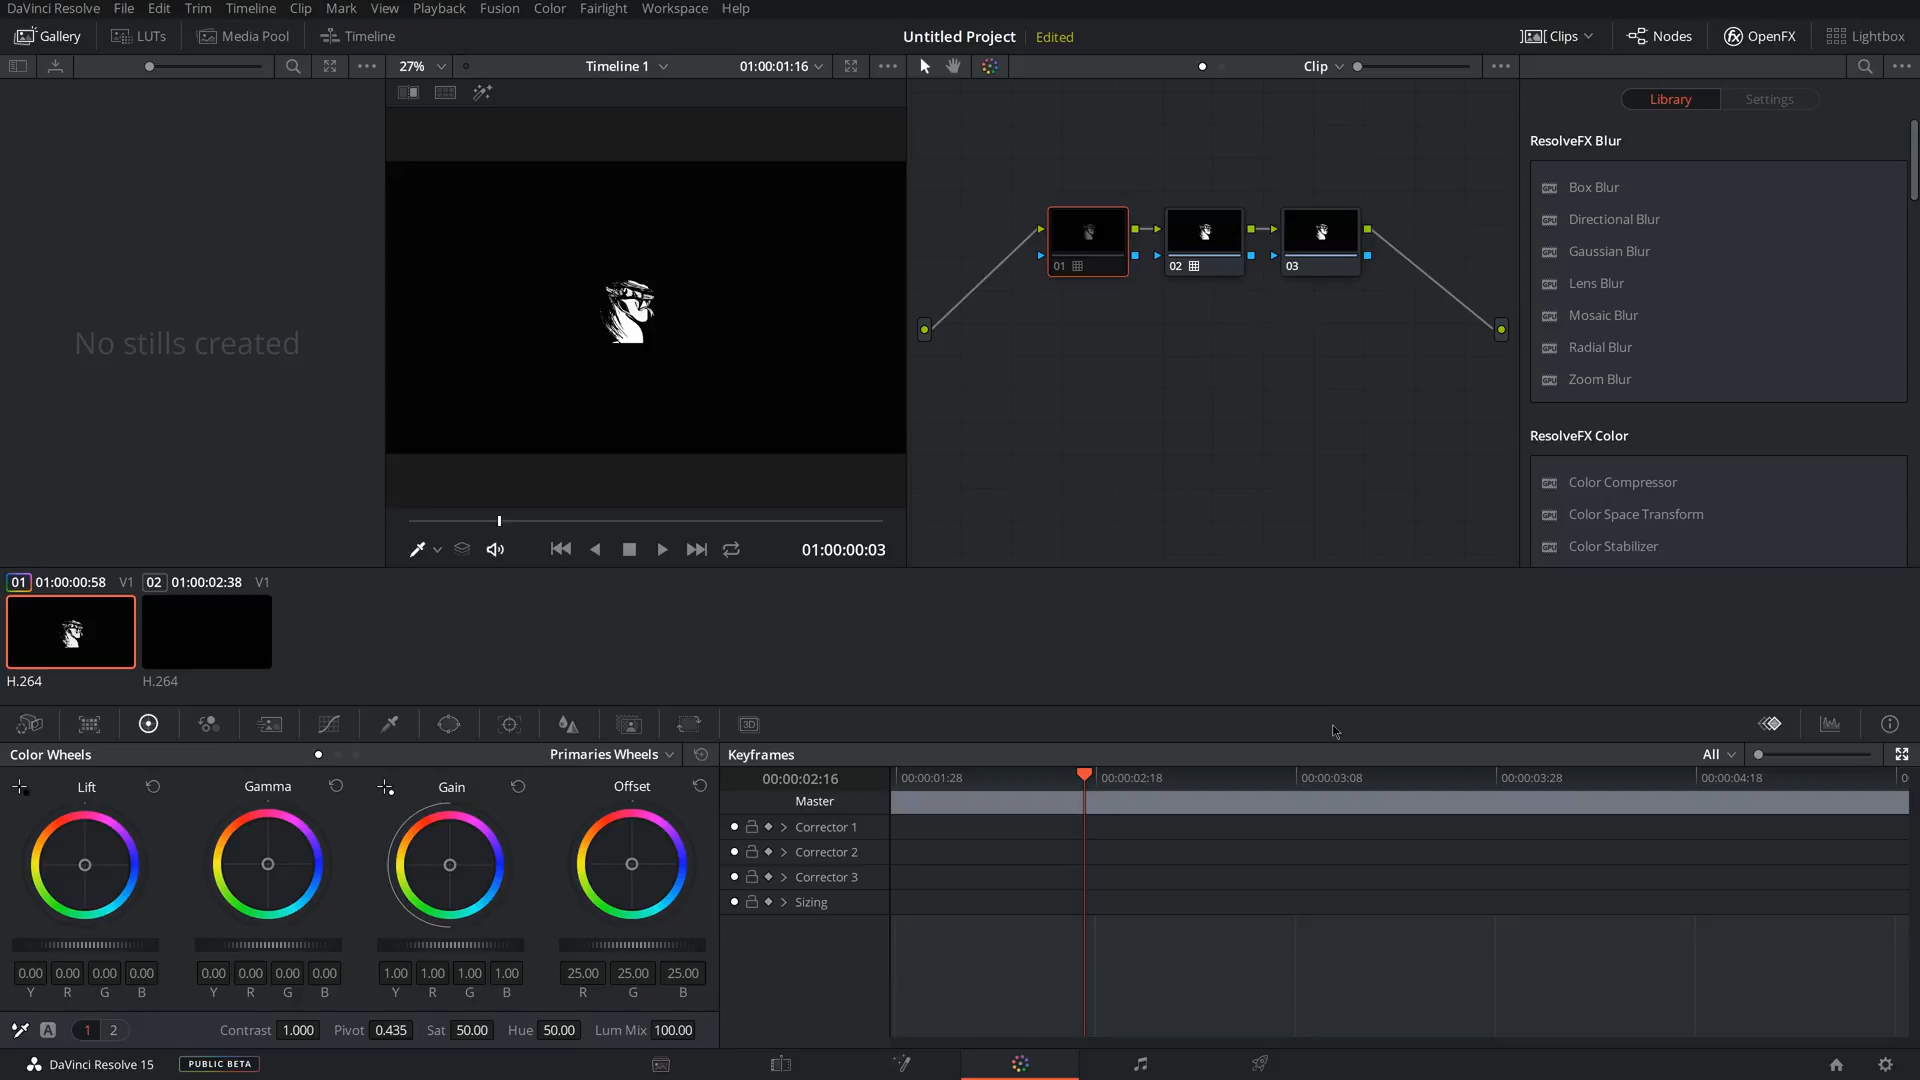 DaVinci Resolve File Edit Trim Timeline Clip Mark View Playback Fusion Color Fairlight Workspace Help
Gallery LUTs Media Pool Timeline Untitled Project Edited Clips Nodes OpenFX Lightbox
27% Timeline 1 01:00:01:16 Clip
Library Settings
ResolveFX Blur
Box Blur
Directional Blur
Gaussian Blur
Lens Blur
Mosaic Blur
Radial Blur
Zoom Blur
ResolveFX Color
Color Compressor
Color Space Transform
Color Stabilizer
No stills created
01 02 03
01:00:00:03
01 01:00:00:58 V1 02 01:00:02:38 V1
H.264 H.264
3D
Color Wheels Primaries Wheels Keyframes All
Lift Gamma Gain Offset
0.00 0.00 0.00 0.00 0.00 0.00 0.00 0.00 1.00 1.00 1.00 1.00 25.00 25.00 25.00
Y R G B Y R G B Y R G B R G B
A 1 2 Contrast 1.000 Pivot 0.435 Sat 50.00 Hue 50.00 Lum Mix 100.00
00:00:02:16 00:00:01:28 00:00:02:18 00:00:03:08 00:00:03:28 00:00:04:18
Master
Corrector 1
Corrector 2
Corrector 3
Sizing
DaVinci Resolve 15 PUBLIC BETA